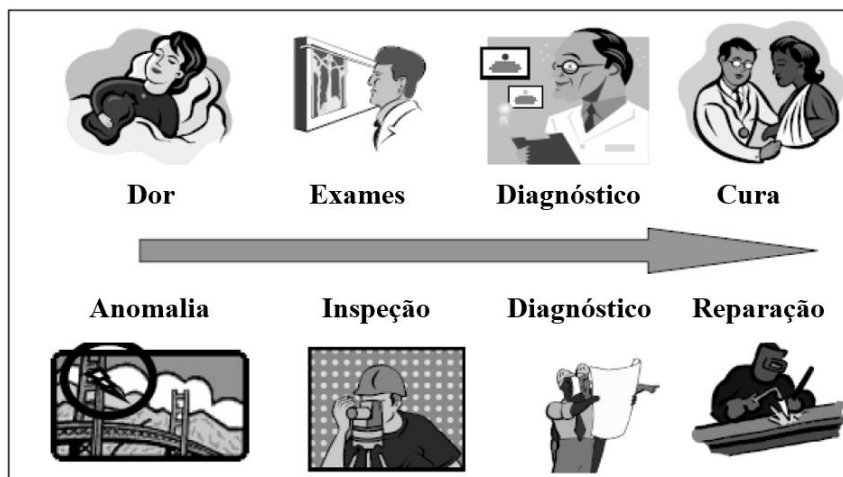 Dor Exames Diagnóstico Cura
Anomalia Inspeção Diagnóstico Reparação